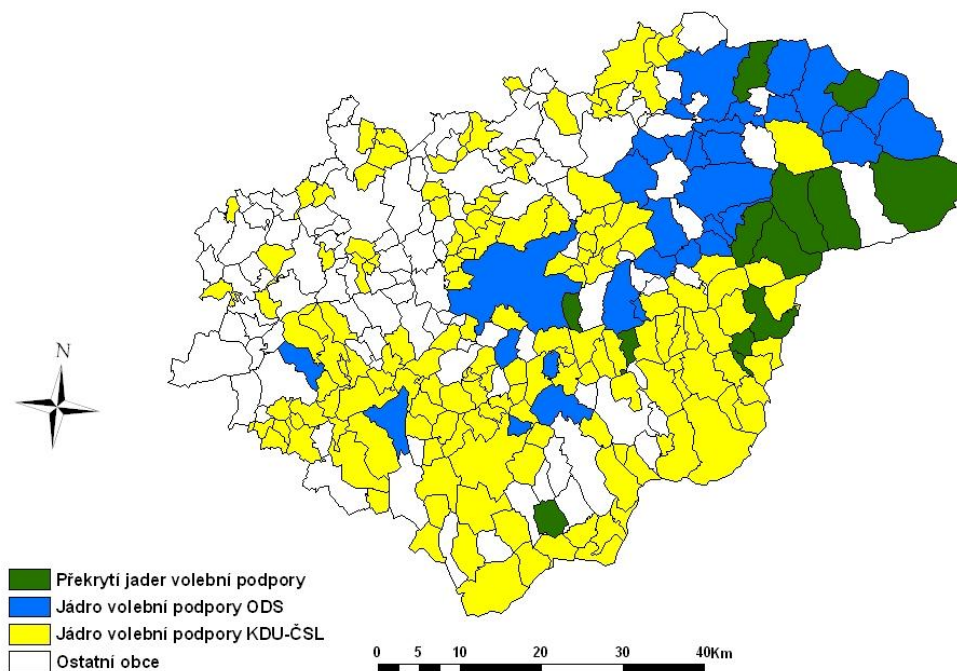 N
Překrytí jader volební podpory
Jádro volební podpory ODS
Jádro volební podpory KDU-ČSL
Ostatní obce
0 5 10 20 30 40Km